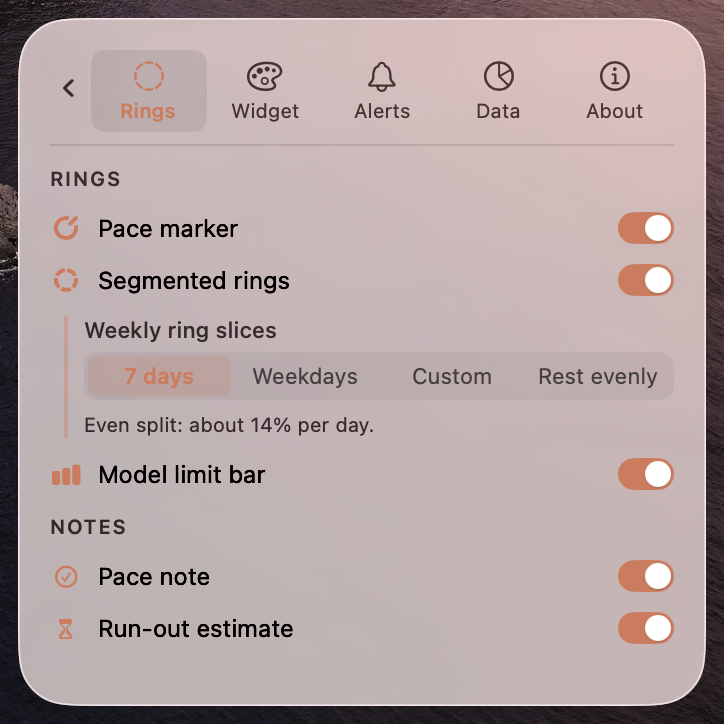 Rings Widget Alerts Data About
RINGS
Pace marker
Segmented rings
Weekly ring slices
7 days Weekdays Custom Rest evenly
Even split: about 14% per day.
Model limit bar
NOTES
Pace note
Run-out estimate